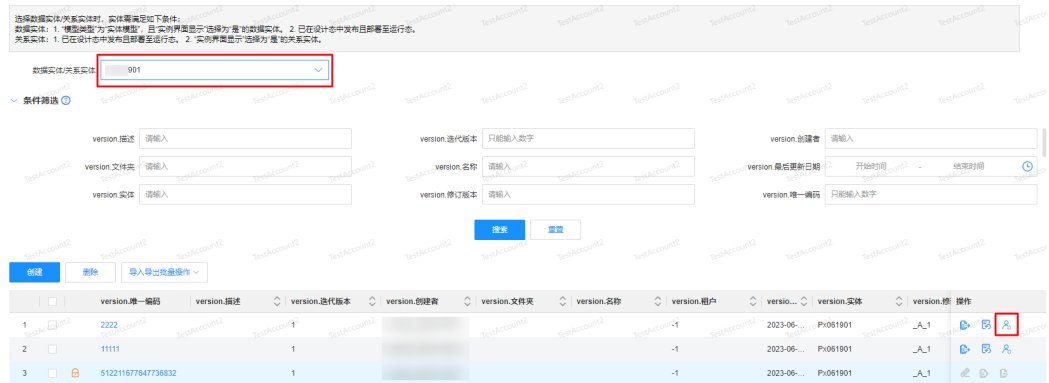 选择数据实体/关系实体时，实体需满足如下条件：
数据实体：1. "模型类型"为"实体模型"，且"实例界面显示"选择为"是"的数据实体。 2. 已在设计态中发布且部署至运行态。
关系实体：1. 已在设计态中发布且部署至运行态。 2. "实例界面显示"选择为"是"的关系实体。
数据实体/关系实体 901
条件筛选
version.描述 请输入 version.迭代版本 只能输入数字 version.创建者 请输入
version.文件夹 请输入 version.名称 请输入 version.最后更新日期 开始时间 - 结束时间
version.实体 请输入 version.修订版本 请输入 version.唯一编码 只能输入数字
搜索 重置
创建 删除 导入导出批量操作
version.唯一编码 version.描述 version.迭代版本 version.创建者 version.文件夹 version.名称 version.租户 versio... version.实体 version.修 操作
1 2222 1 -1 2023-06-... Px061901 _A_1
2 11111 1 -1 2023-06-... Px061901 _A_1
3 512211677647736832 1 -1 2023-06-... Px061901 _A_1
TestAccount2